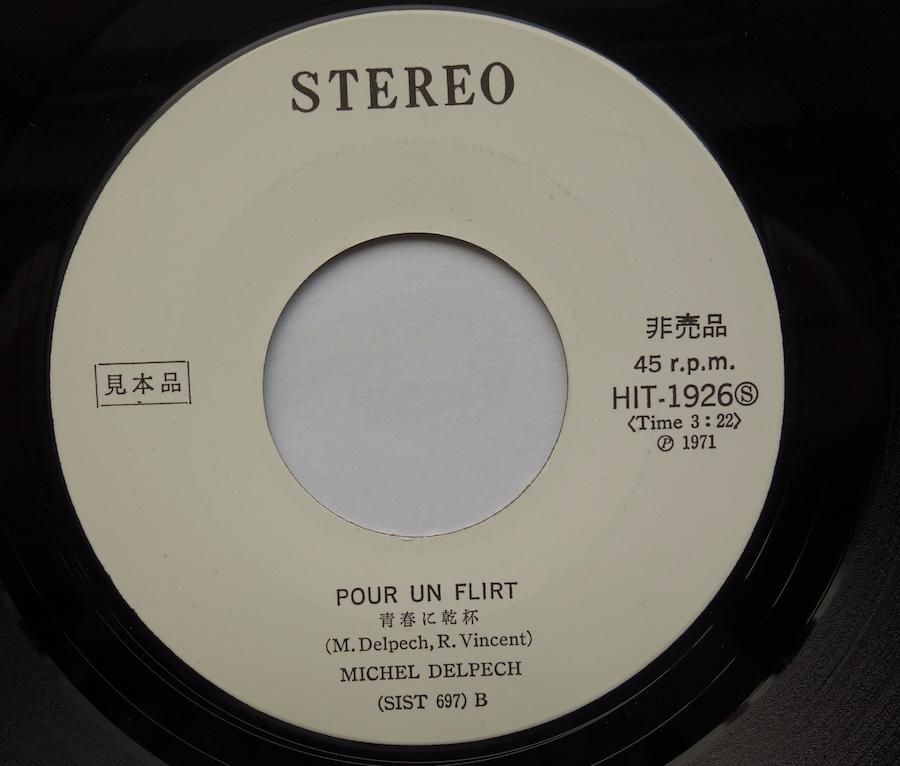 STEREO
見本品
非売品
45 r.p.m.
HIT-1926Ⓢ
〈Time 3:22〉
℗ 1971
POUR UN FLIRT
青春に乾杯
(M. Delpech, R. Vincent)
MICHEL DELPECH
(SIST 697) B